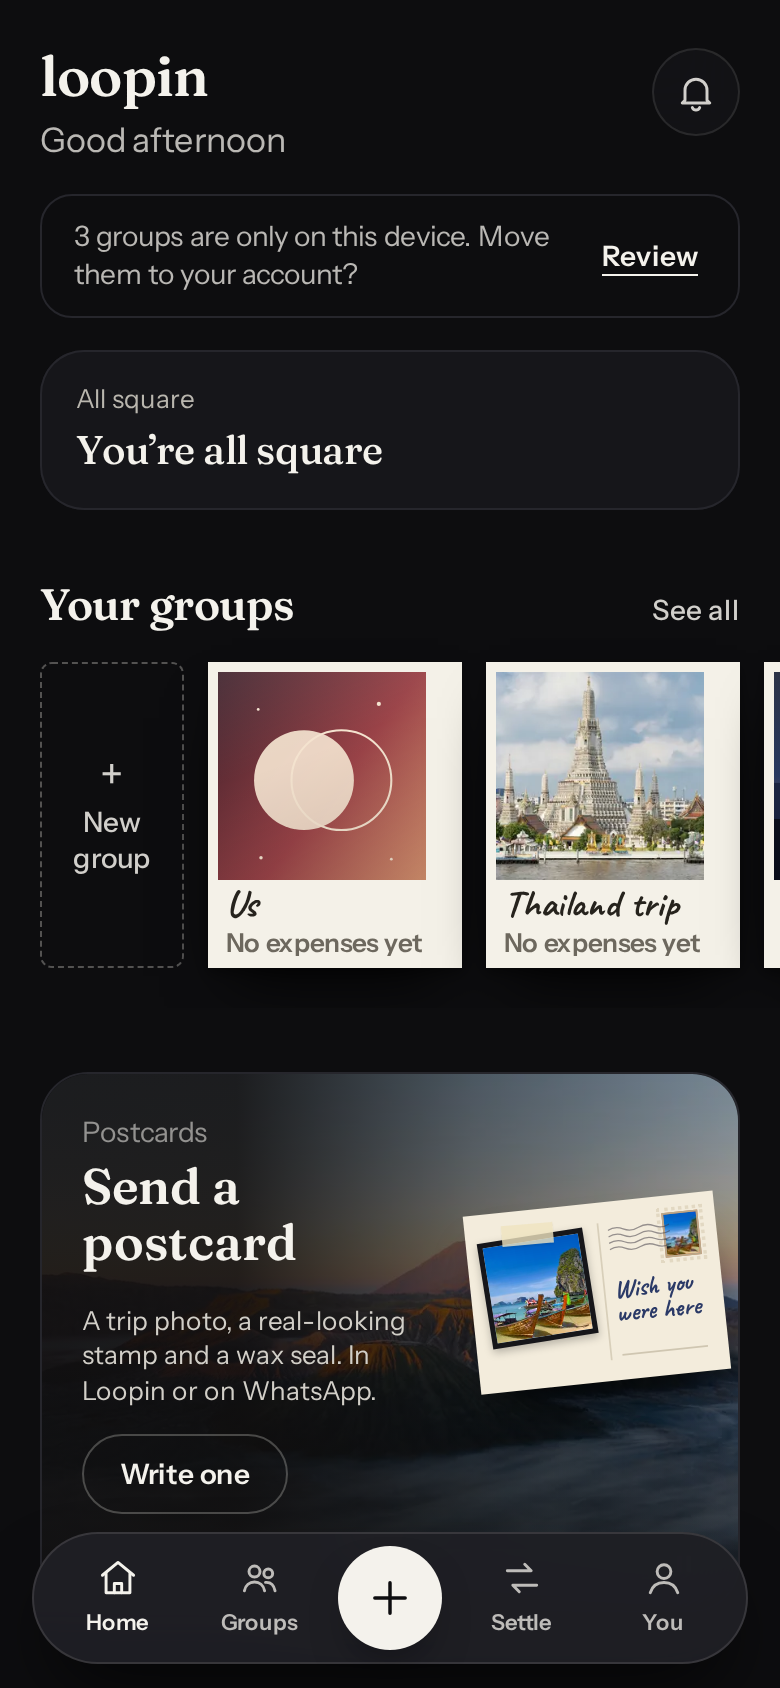 loopin
Good afternoon
3 groups are only on this device. Move
them to your account?
Review
All square
You’re all square
Your groups
See all
+
New
group
Us
No expenses yet
Thailand trip
No expenses yet
Postcards
Send a
postcard
A trip photo, a real-looking
stamp and a wax seal. In
Loopin or on WhatsApp.
Wish you
were here
Write one
Home
Groups
Settle
You